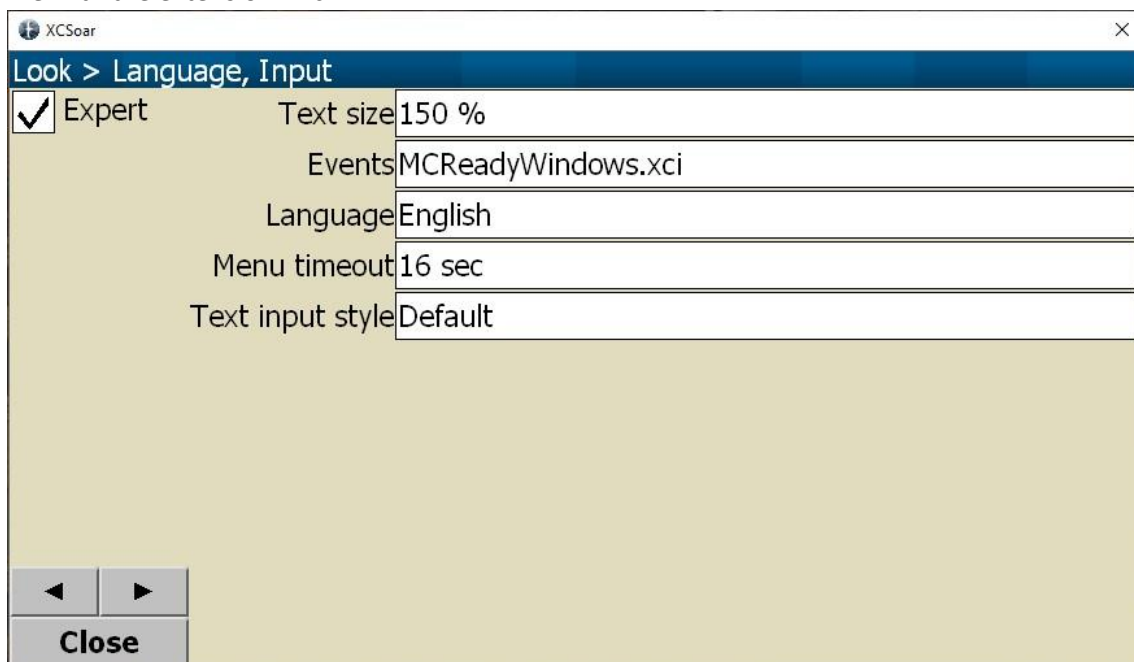 XCSoar
Look > Language, Input
Expert
Text size 150 %
Events MCReadyWindows.xci
Language English
Menu timeout 16 sec
Text input style Default
Close